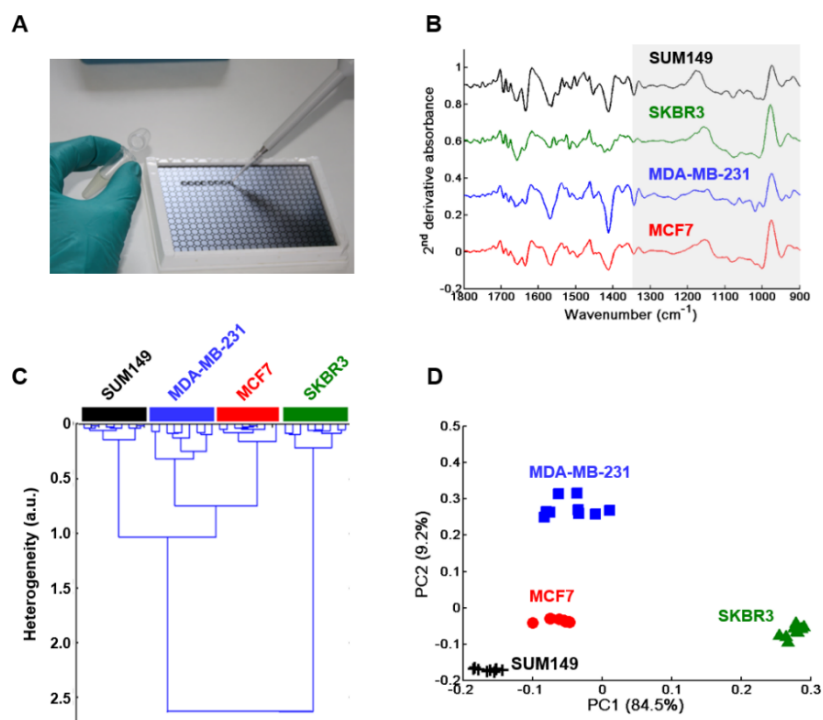 A
B
SUM149
SKBR3
MDA-MB-231
MCF7
2nd derivative absorbance
1
0.8
0.6
0.4
0.2
0
-0.2
1800 1700 1600 1500 1400 1300 1200 1100 1000 900
Wavenumber (cm-1)
C
SUM149
MDA-MB-231
MCF7
SKBR3
Heterogeneity (a.u.)
0
0.5
1.0
1.5
2.0
2.5
D
MDA-MB-231
MCF7
SKBR3
SUM149
PC2 (9.2%)
0.5
0.4
0.3
0.2
0.1
0
-0.1
-0.2
-0.2 -0.1 0 0.1 0.2 0.3
PC1 (84.5%)